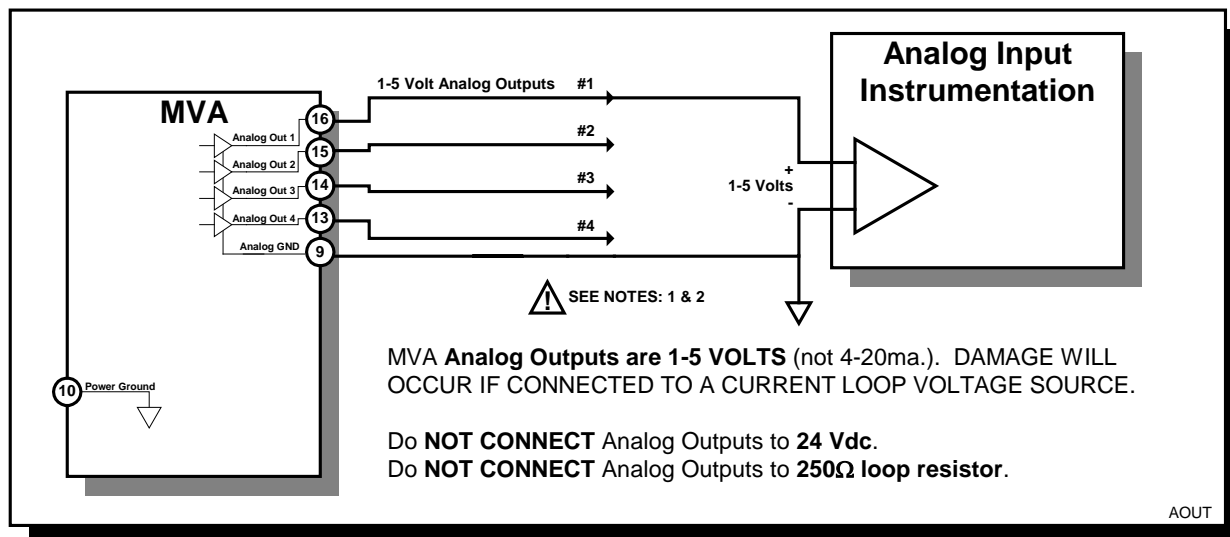 Analog Input
Instrumentation
1-5 Volt Analog Outputs #1
MVA
16
Analog Out 1
#2
15
Analog Out 2
#3
14
Analog Out 3
+
1-5 Volts
-
13
Analog Out 4
#4
Analog GND
9
! SEE NOTES: 1 & 2
MVA Analog Outputs are 1-5 VOLTS (not 4-20ma.). DAMAGE WILL
OCCUR IF CONNECTED TO A CURRENT LOOP VOLTAGE SOURCE.
10 Power Ground
Do NOT CONNECT Analog Outputs to 24 Vdc.
Do NOT CONNECT Analog Outputs to 250Ω loop resistor.
AOUT